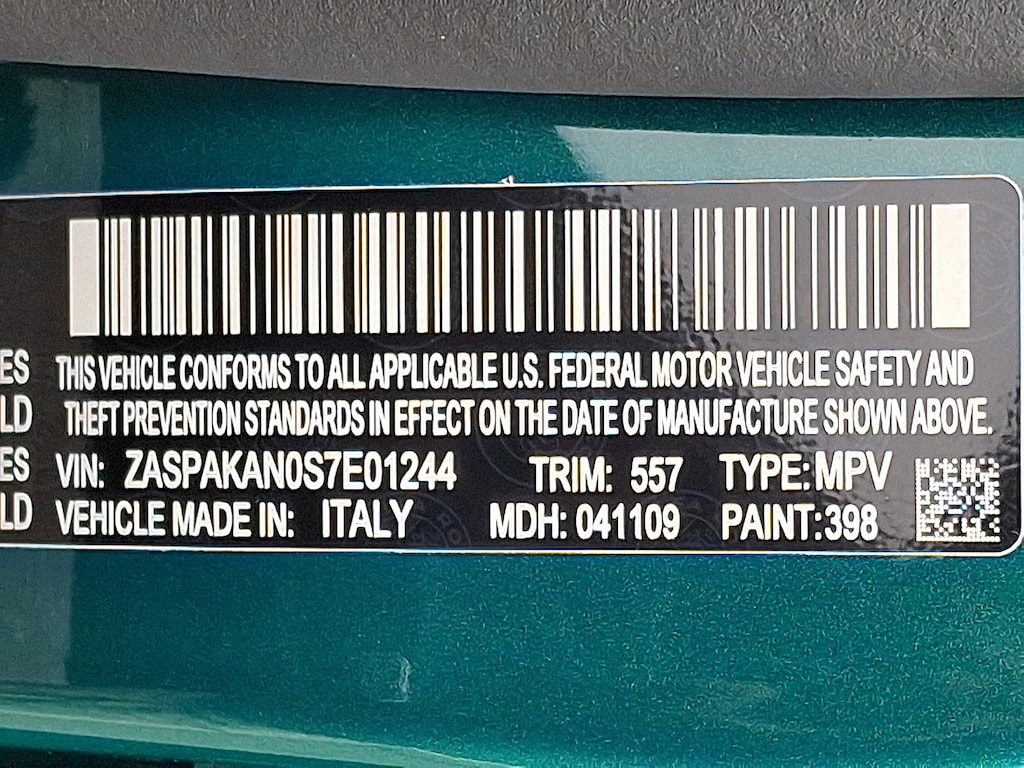 ES THIS VEHICLE CONFORMS TO ALL APPLICABLE U.S. FEDERAL MOTOR VEHICLE SAFETY AND
LD THEFT PREVENTION STANDARDS IN EFFECT ON THE DATE OF MANUFACTURE SHOWN ABOVE.
ES VIN: ZASPAKAN0S7E01244 TRIM: 557 TYPE: MPV
LD VEHICLE MADE IN: ITALY MDH: 041109 PAINT: 398